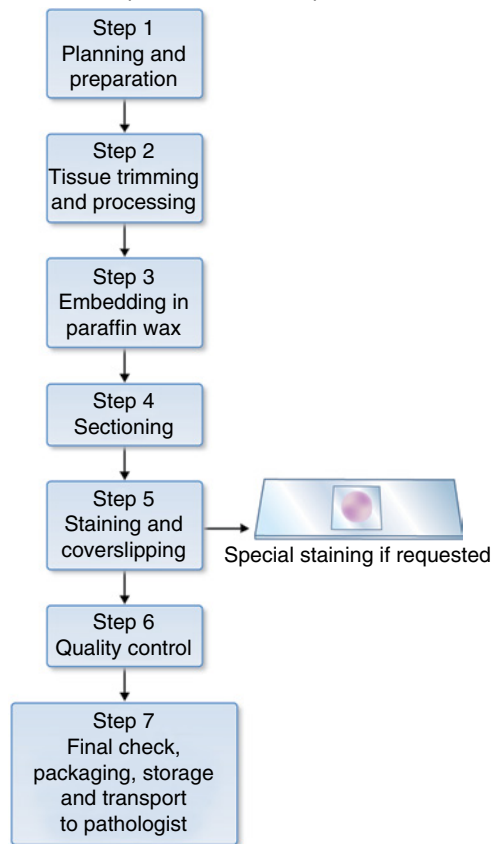 Step 1
Planning and
preparation
Step 2
Tissue trimming
and processing
Step 3
Embedding in
paraffin wax
Step 4
Sectioning
Step 5
Staining and
coverslipping
Special staining if requested
Step 6
Quality control
Step 7
Final check,
packaging, storage
and transport
to pathologist